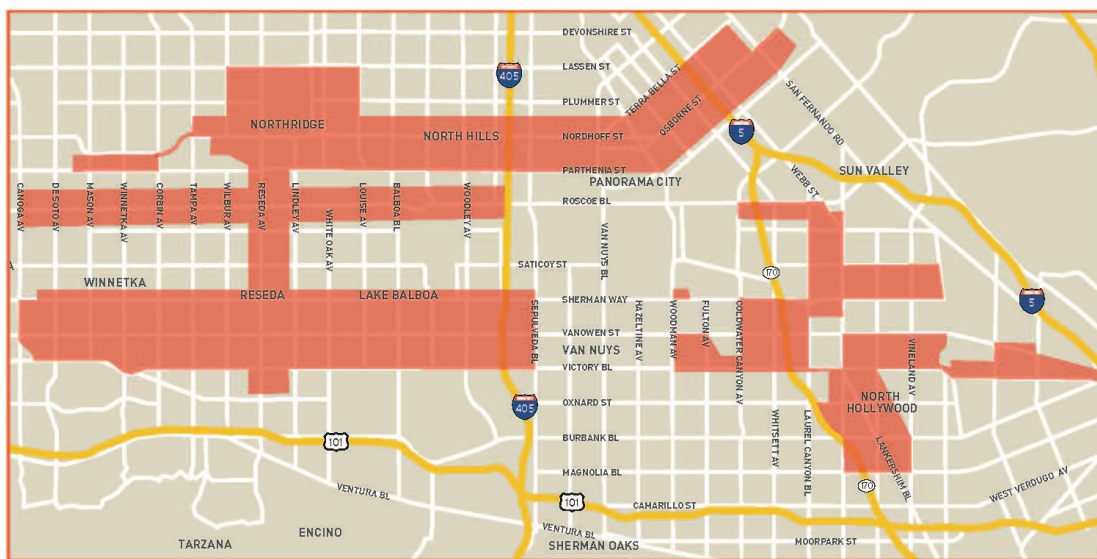 DEVONSHIRE ST
LASSEN ST
405
TERRA BELLA ST
PLUMMER ST
OSBORNE ST
SAN FERNANDO RD
NORTHRIDGE
NORTH HILLS
NORDHOFF ST
5
PARTHENIA ST
PANORAMA CITY
WEBB ST
SUN VALLEY
CANOGA AV
DE SOTO AV
MASON AV
WINNETKA AV
CORBIN AV
TAMPA AV
WILBUR AV
RESEDA AV
LINDLEY AV
WHITE OAK AV
LOUISE AV
BALBOA BL
WOODLEY AV
ROSCOE BL
VAN NUYS BL
A
SATICOY ST
170
WINNETKA
RESEDA
LAKE BALBOA
SEPULVEDA BL
SHERMAN WAY
HAZELTINE AV
WOODMAN AV
FULTON AV
COLDWATER CANYON AV
5
VANOWEN ST
VAN NUYS
VICTORY BL
VINELAND AV
NORTH
HOLLYWOOD
405
OXNARD ST
WHITSETT AV
LAUREL CANYON BL
LANKERSHIM BL
101
BURBANK BL
MAGNOLIA BL
170
WEST VERDUGO AV
VENTURA BL
101
CAMARILLO ST
TARZANA
ENCINO
VENTURA BL
SHERMAN OAKS
MOORPARK ST